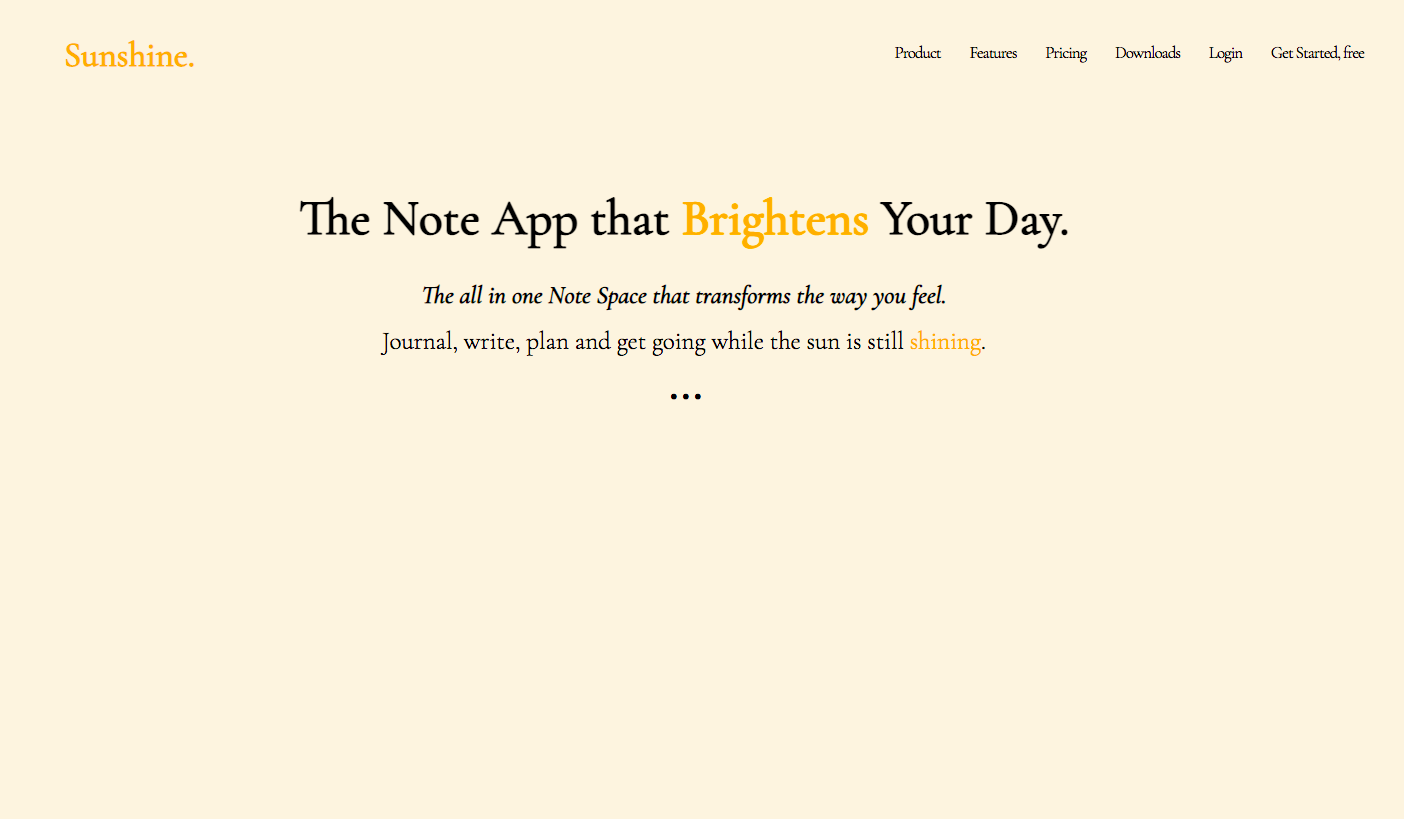 Sunshine.
Product Features Pricing Downloads Login Get Started, free
The Note App that Brightens Your Day.
The all in one Note Space that transforms the way you feel.
Journal, write, plan and get going while the sun is still shining.
...